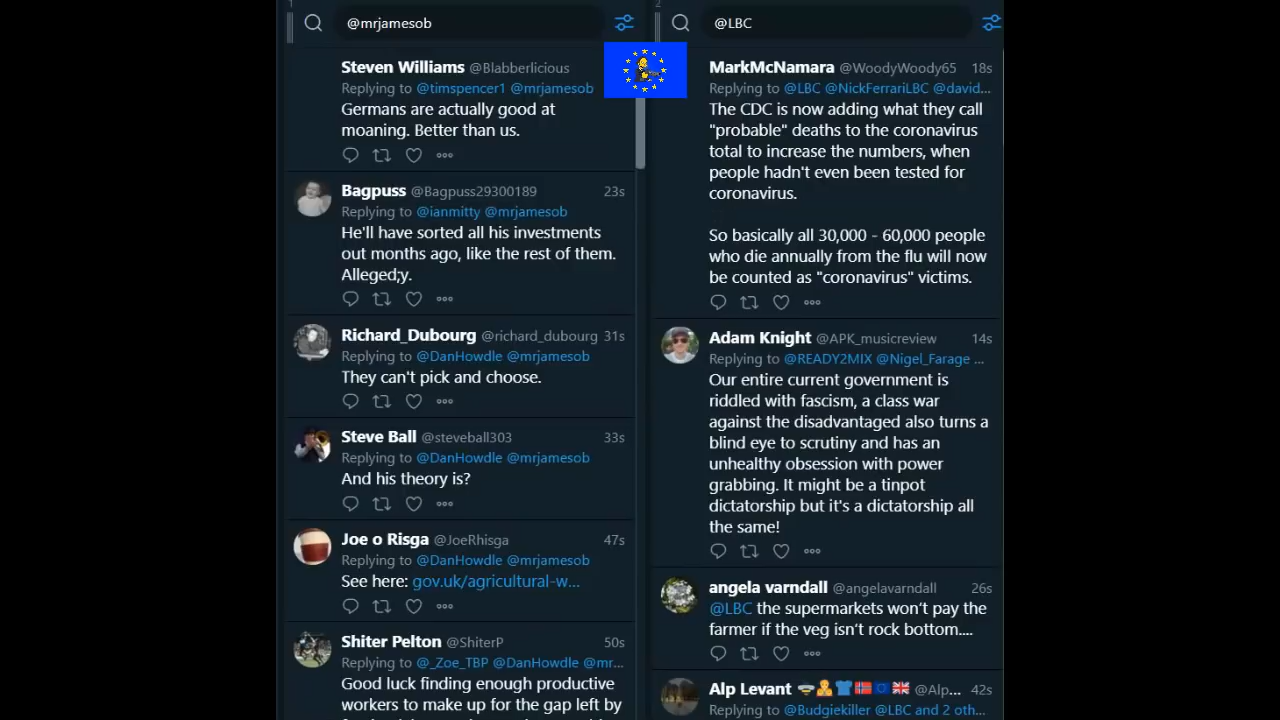 1
@mrjamesob
Steven Williams @Blabberlicious
Replying to @timspencer1 @mrjamesob
Germans are actually good at
moaning. Better than us.
Bagpuss @Bagpuss29300189 23s
Replying to @ianmitty @mrjamesob
He'll have sorted all his investments
out months ago, like the rest of them.
Alleged;y.
Richard_Dubourg @richard_dubourg 31s
Replying to @DanHowdle @mrjamesob
They can't pick and choose.
Steve Ball @steveball303 33s
Replying to @DanHowdle @mrjamesob
And his theory is?
Joe o Risga @JoeRhisga 47s
Replying to @DanHowdle @mrjamesob
See here: gov.uk/agricultural-w...
Shiter Pelton @ShiterP 50s
Replying to @_Zoe_TBP @DanHowdle @mr...
Good luck finding enough productive
workers to make up for the gap left by
2
@LBC
MarkMcNamara @WoodyWoody65 18s
Replying to @LBC @NickFerrariLBC @david...
The CDC is now adding what they call
"probable" deaths to the coronavirus
total to increase the numbers, when
people hadn't even been tested for
coronavirus.
So basically all 30,000 - 60,000 people
who die annually from the flu will now
be counted as "coronavirus" victims.
Adam Knight @APK_musicreview 14s
Replying to @READY2MIX @Nigel_Farage ...
Our entire current government is
riddled with fascism, a class war
against the disadvantaged also turns a
blind eye to scrutiny and has an
unhealthy obsession with power
grabbing. It might be a tinpot
dictatorship but it's a dictatorship all
the same!
angela varndall @angelavarndall 26s
@LBC the supermarkets won't pay the
farmer if the veg isn't rock bottom....
Alp Levant @Alp... 42s
Replying to @Budgiekiller @LBC and 2 oth...